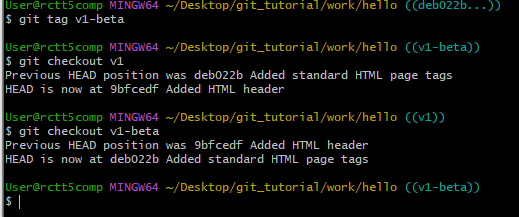 User@rctt5comp MINGW64 ~/Desktop/git_tutorial/work/hello ((deb022b...))
$ git tag v1-beta
User@rctt5comp MINGW64 ~/Desktop/git_tutorial/work/hello ((v1-beta))
$ git checkout v1
Previous HEAD position was deb022b Added standard HTML page tags
HEAD is now at 9bfcedf Added HTML header
User@rctt5comp MINGW64 ~/Desktop/git_tutorial/work/hello ((v1))
$ git checkout v1-beta
Previous HEAD position was 9bfcedf Added HTML header
HEAD is now at deb022b Added standard HTML page tags
User@rctt5comp MINGW64 ~/Desktop/git_tutorial/work/hello ((v1-beta))
$